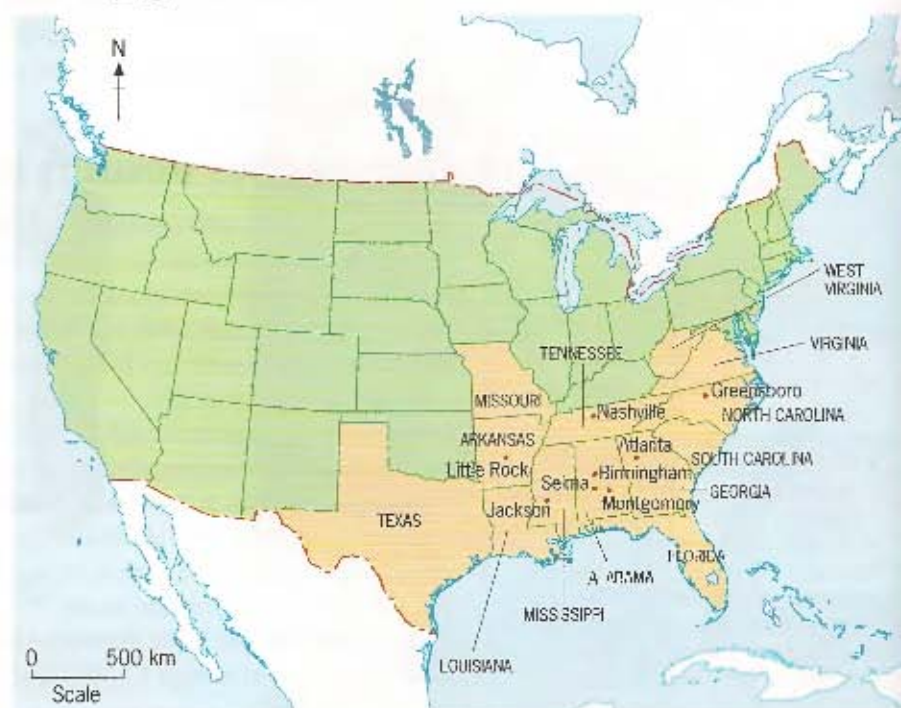 N
WEST
VIRGINIA
TENNESSEE
VIRGINIA
MISSOURI
Greensboro
Nashville
NORTH CAROLINA
ARKANSAS
Atlanta
Little Rock
SOUTH CAROLINA
Birmingham
Selma
GEORGIA
Jackson
Montgomery
TEXAS
FLORIDA
ALABAMA
MISSISSIPPI
LOUISIANA
0 500 km
Scale